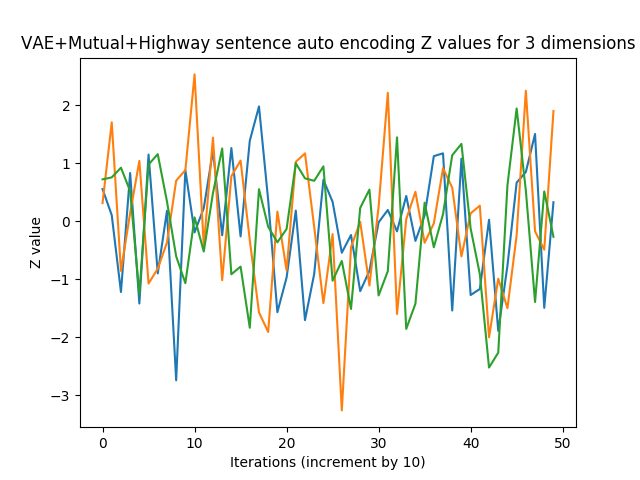 VAE+Mutual+Highway sentence auto encoding Z values for 3 dimensions
Z value
2
1
0
−1
−2
−3
0 10 20 30 40 50
Iterations (increment by 10)